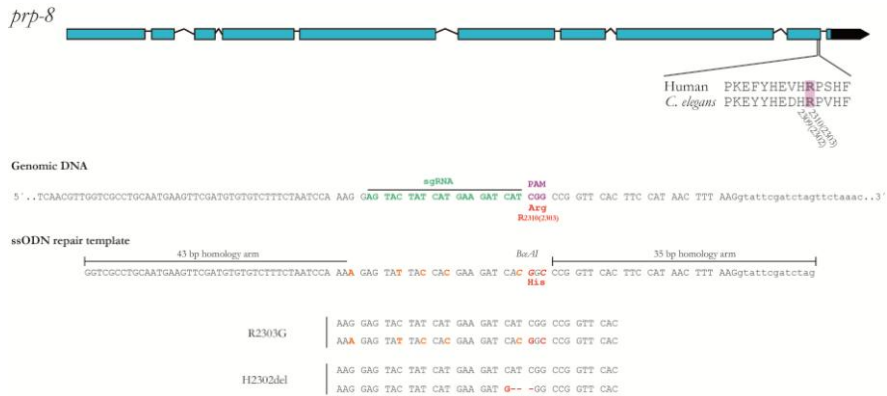 prp-8
Human PKEFYHEVHRPSHF
C. elegans PKEYYHEDHRPVHF
2310(2303)
2309(2302)
Genomic DNA
sgRNA PAM
5´..TCAACGTTGGTCGCCTGCAATGAAGTTCGATGTGTGTCTTTCTAATCCA AAG GAG TAC TAT CAT GAA GAT CAT CGG CCG GTT CAC TTC CAT AAC TTT AAGgtattcgatctagttctaaac..3´
Arg
R2310(2303)
ssODN repair template
43 bp homology arm BaeAI 35 bp homology arm
GGTCGCCTGCAATGAAGTTCGATGTGTGTCTTTCTAATCCA AAA GAG TAT TAC CAC GAA GAT CAC GGC CCG GTT CAC TTC CAT AAC TTT AAGgtattcgatctag
His
R2303G
AAG GAG TAC TAT CAT GAA GAT CAT CGG CCG GTT CAC
AAA GAG TAT TAC CAC GAA GAT CAC GGC CCG GTT CAC
H2302del
AAG GAG TAC TAT CAT GAA GAT CAT CGG CCG GTT CAC
AAG GAG TAC TAT CAT GAA GAT G-- -GG CCG GTT CAC